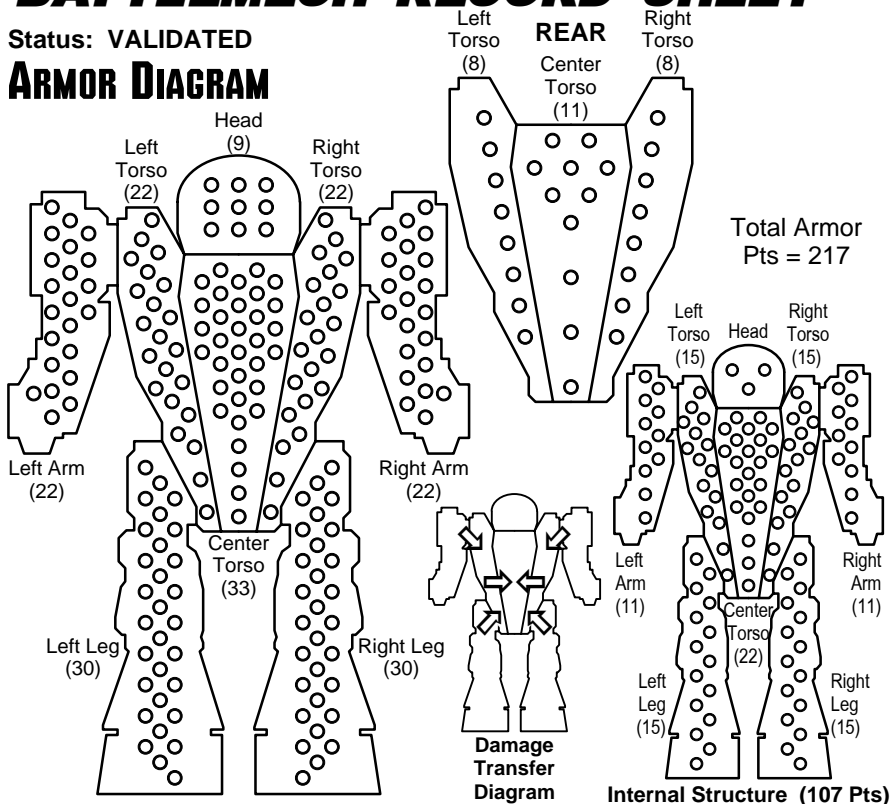 BATTLEMECH RECORD SHEET
Status: VALIDATED
ARMOR DIAGRAM
Head
(9)
Left
Torso
(22)
Right
Torso
(22)
Left Arm
(22)
Right Arm
(22)
Center
Torso
(33)
Left Leg
(30)
Right Leg
(30)
Left
Torso
(8)
REAR
Center
Torso
(11)
Right
Torso
(8)
Total Armor
Pts = 217
Left
Torso
(15)
Head
Right
Torso
(15)
Left
Arm
(11)
Right
Arm
(11)
Center
Torso
(22)
Left
Leg
(15)
Right
Leg
(15)
Damage
Transfer
Diagram
Internal Structure (107 Pts)